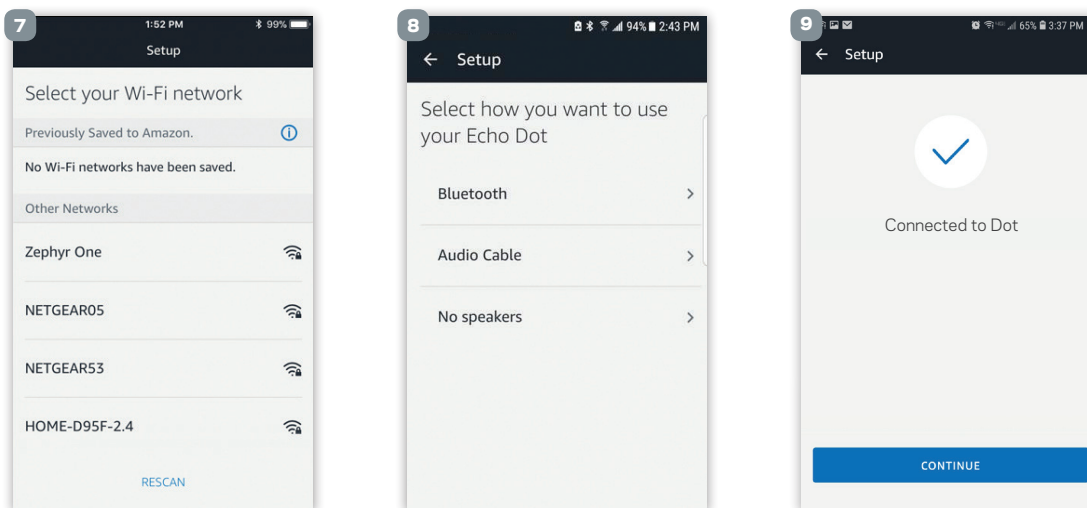 7
1:52 PM
99%
Setup
Select your Wi-Fi network
Previously Saved to Amazon.
No Wi-Fi networks have been saved.
Other Networks
Zephyr One
NETGEAR05
NETGEAR53
HOME-D95F-2.4
RESCAN
8
94% 2:43 PM
Setup
Select how you want to use
your Echo Dot
Bluetooth
Audio Cable
No speakers
9
65% 3:37 PM
Setup
Connected to Dot
CONTINUE